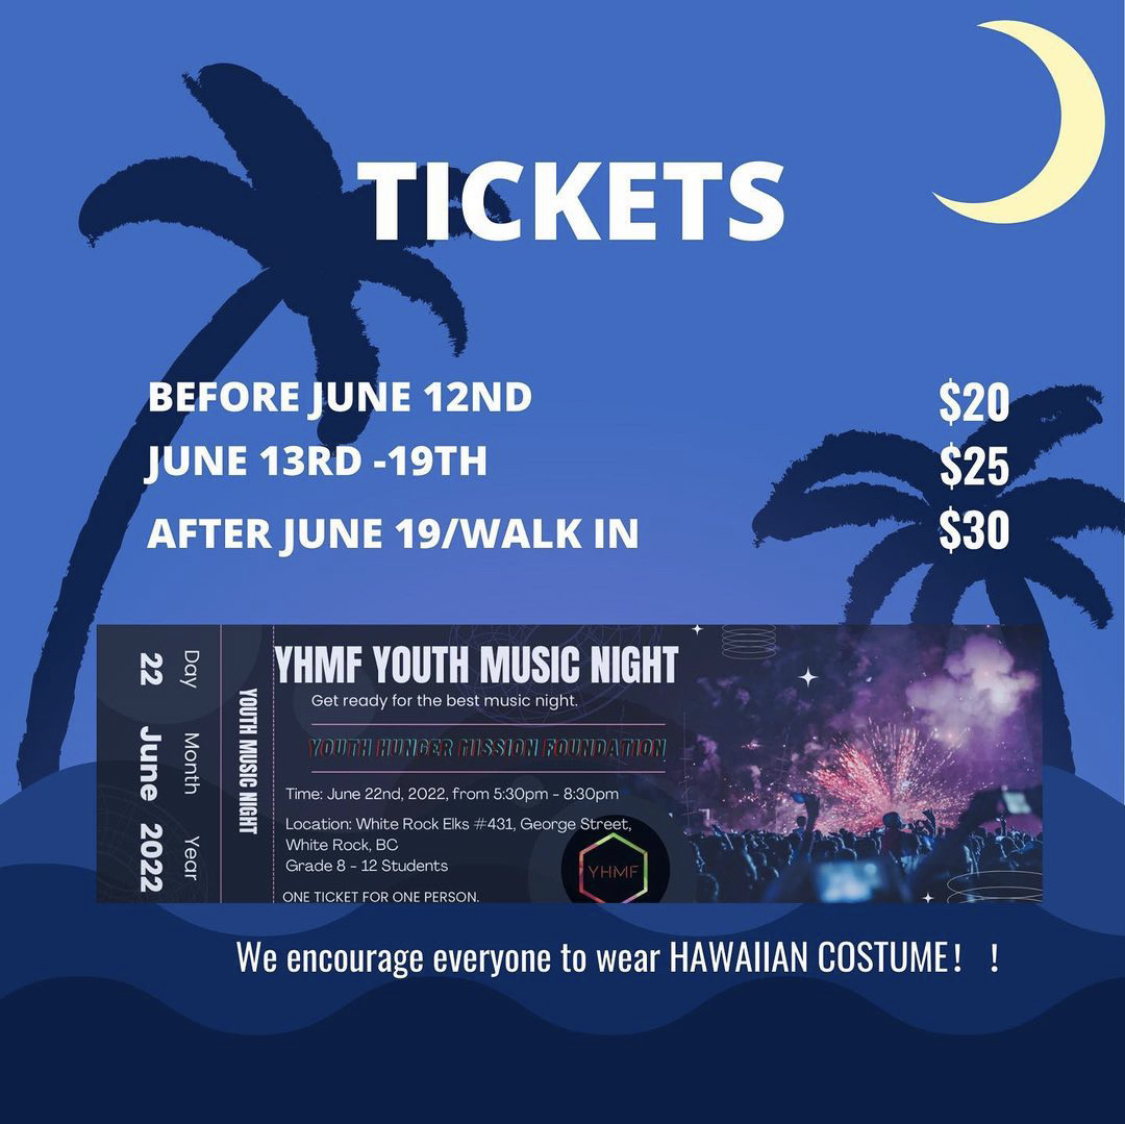 TICKETS
BEFORE JUNE 12ND $20
JUNE 13RD -19TH $25
AFTER JUNE 19/WALK IN $30
Day Month Year
22 June 2022
YOUTH MUSIC NIGHT
YHMF YOUTH MUSIC NIGHT
Get ready for the best music night.
YOUTH HUNGER MISSION FOUNDATION
Time: June 22nd, 2022, from 5:30pm - 8:30pm
Location: White Rock Elks #431, George Street,
White Rock, BC
Grade 8 - 12 Students
ONE TICKET FOR ONE PERSON.
YHMF
We encourage everyone to wear HAWAIIAN COSTUME！！